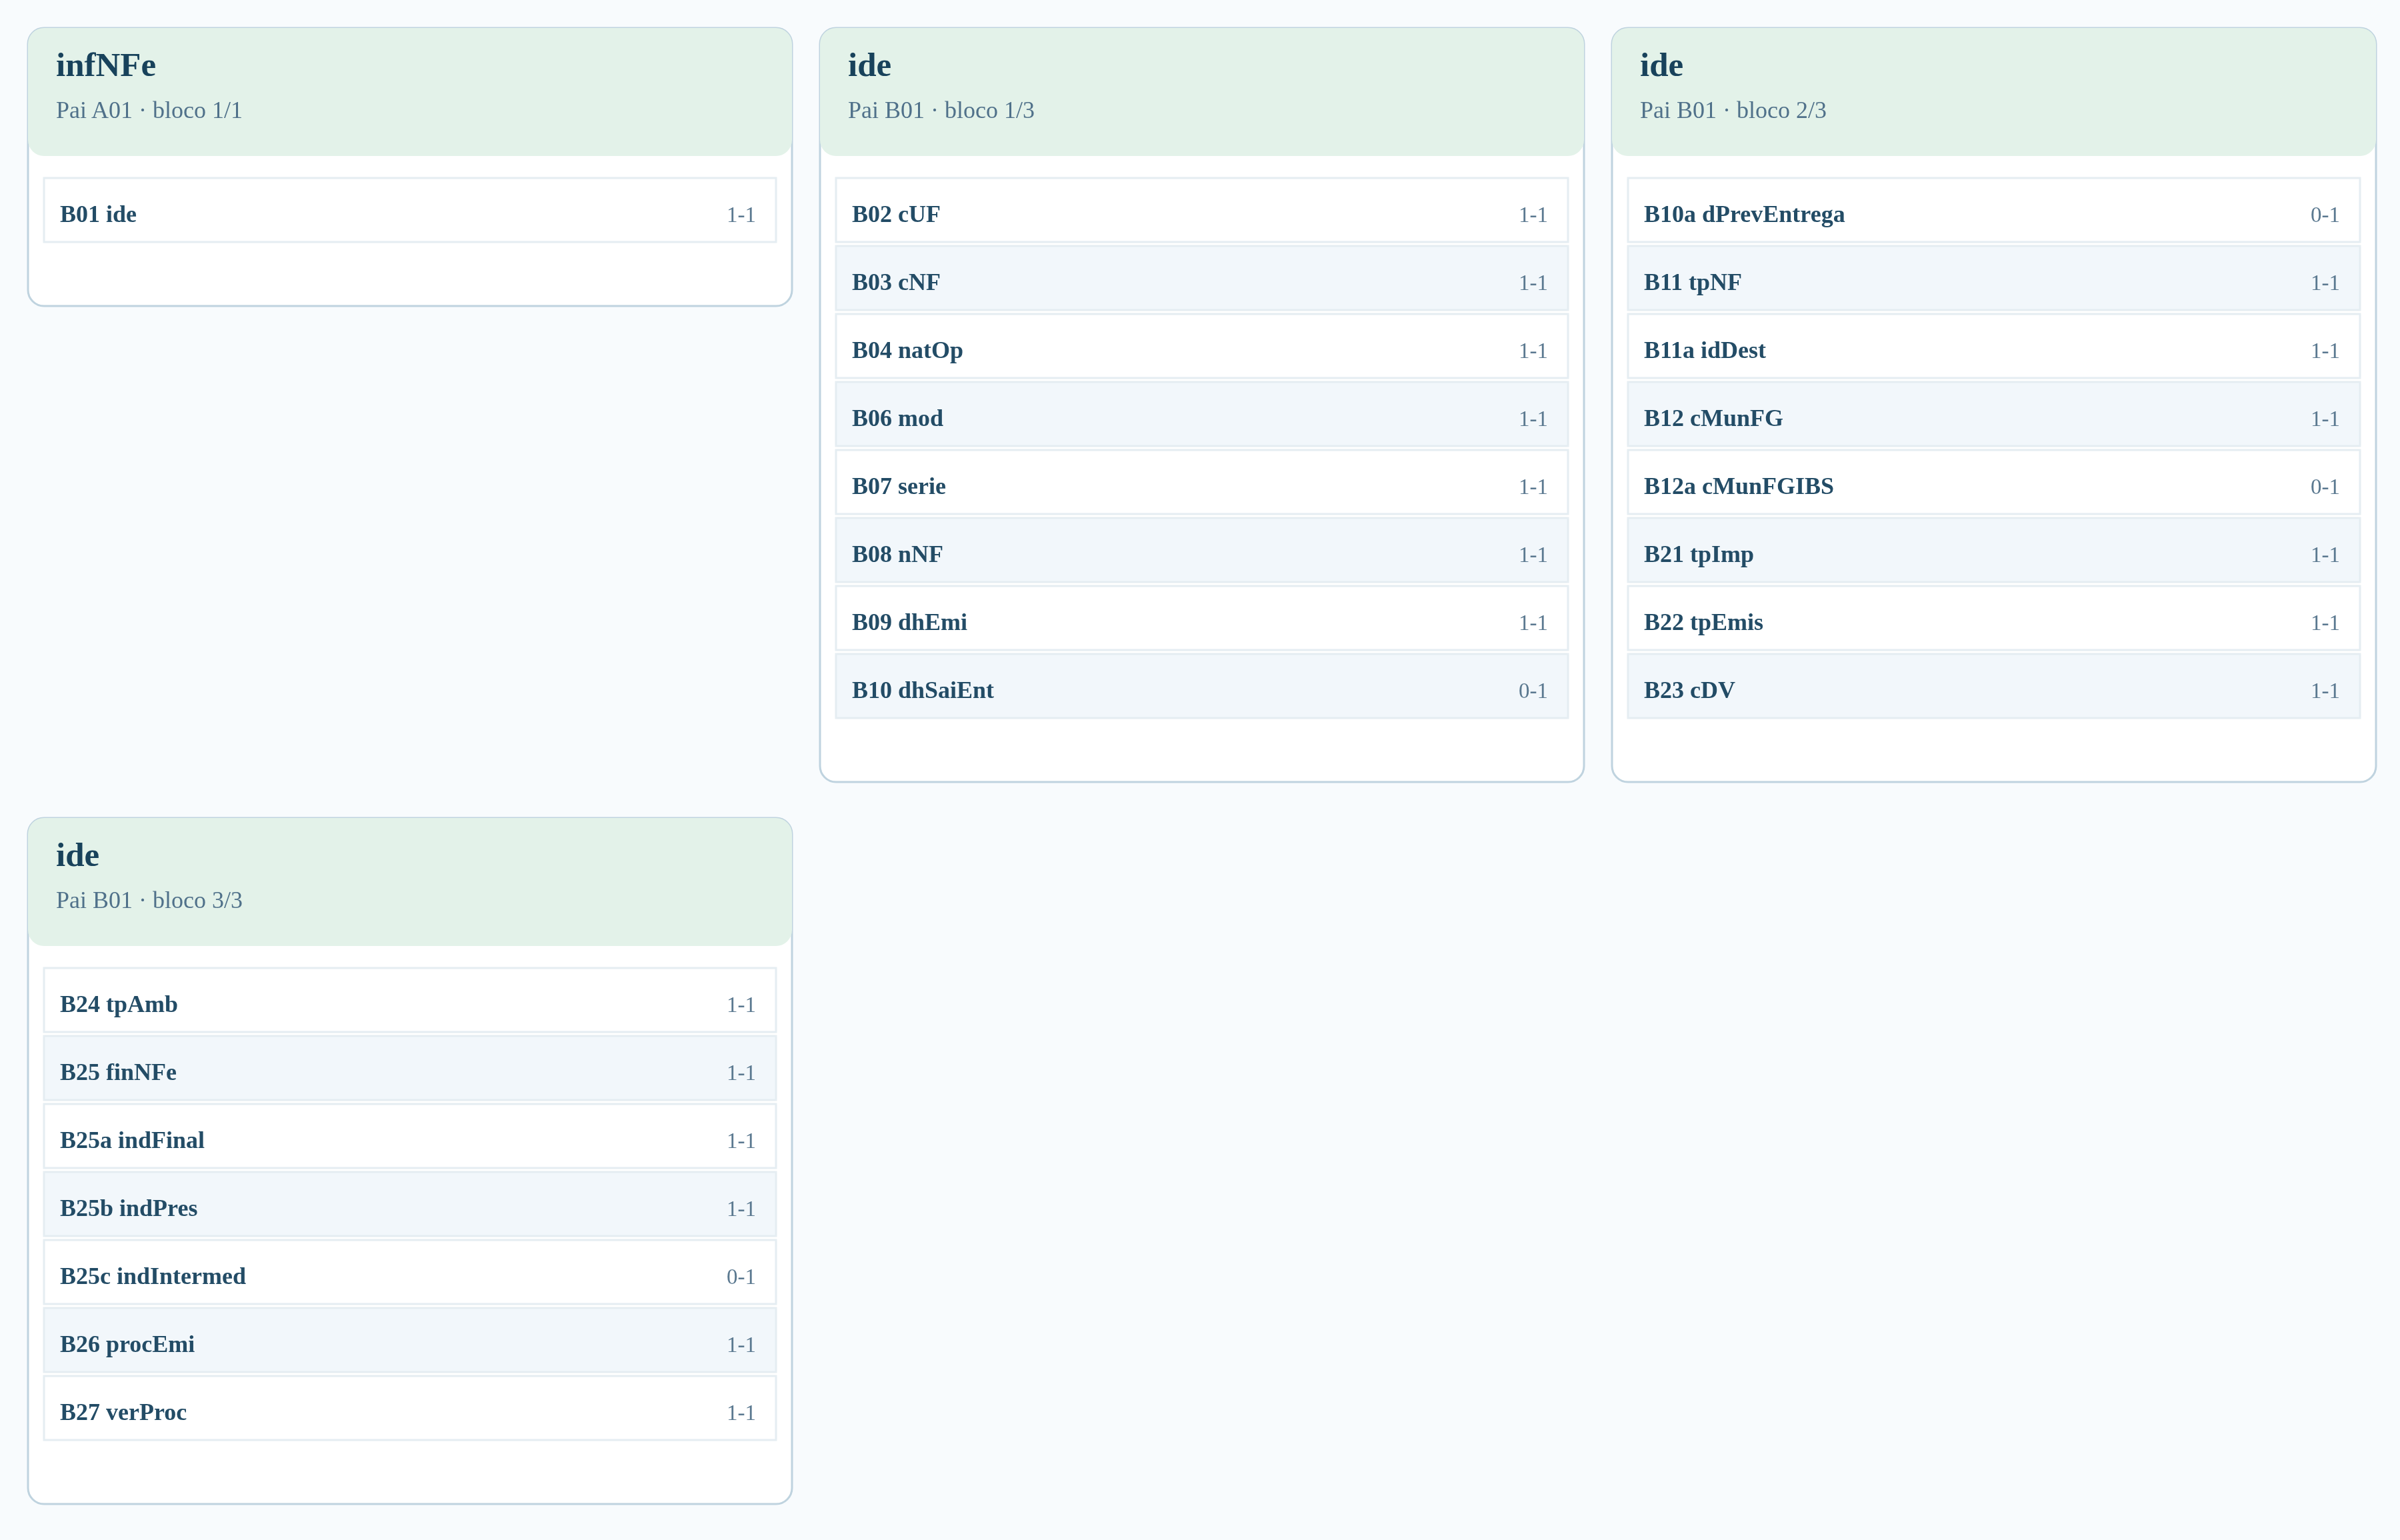 infNFe
Pai A01 · bloco 1/1
B01 ide 1-1
ide
Pai B01 · bloco 1/3
B02 cUF 1-1
B03 cNF 1-1
B04 natOp 1-1
B06 mod 1-1
B07 serie 1-1
B08 nNF 1-1
B09 dhEmi 1-1
B10 dhSaiEnt 0-1
ide
Pai B01 · bloco 2/3
B10a dPrevEntrega 0-1
B11 tpNF 1-1
B11a idDest 1-1
B12 cMunFG 1-1
B12a cMunFGIBS 0-1
B21 tpImp 1-1
B22 tpEmis 1-1
B23 cDV 1-1
ide
Pai B01 · bloco 3/3
B24 tpAmb 1-1
B25 finNFe 1-1
B25a indFinal 1-1
B25b indPres 1-1
B25c indIntermed 0-1
B26 procEmi 1-1
B27 verProc 1-1